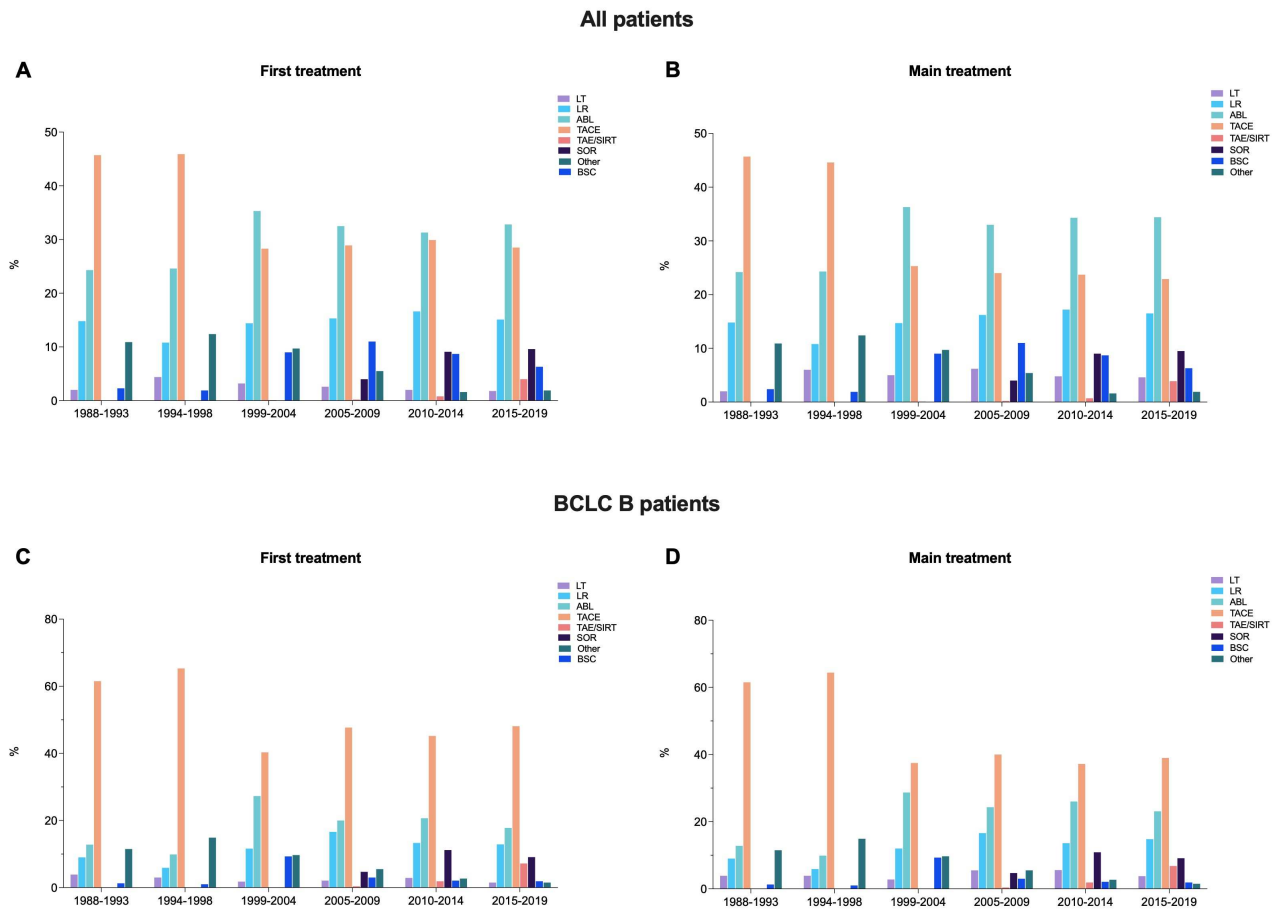 All patients
A
First treatment
LT
LR
ABL
TACE
TAE/SIRT
SOR
Other
BSC
50
40
30
20
10
0
%
1988-1993
1994-1998
1999-2004
2005-2009
2010-2014
2015-2019
B
Main treatment
LT
LR
ABL
TACE
TAE/SIRT
SOR
BSC
Other
50
40
30
20
10
0
%
1988-1993
1994-1998
1999-2004
2005-2009
2010-2014
2015-2019
BCLC B patients
C
First treatment
LT
LR
ABL
TACE
TAE/SIRT
SOR
Other
BSC
80
60
40
20
0
%
1988-1993
1994-1998
1999-2004
2005-2009
2010-2014
2015-2019
D
Main treatment
LT
LR
ABL
TACE
TAE/SIRT
SOR
BSC
Other
80
60
40
20
0
%
1988-1993
1994-1998
1999-2004
2005-2009
2010-2014
2015-2019